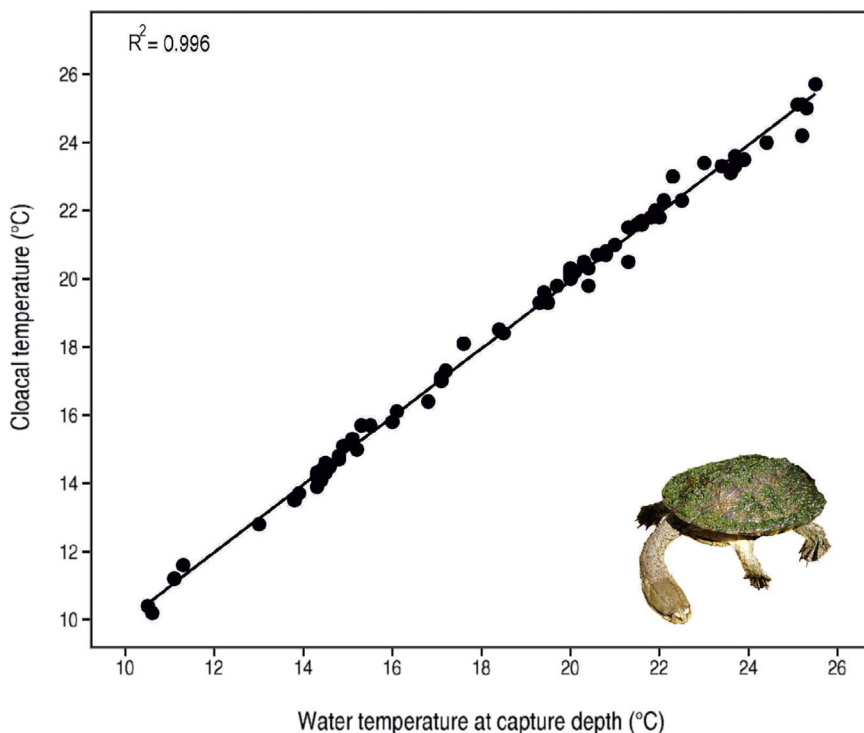 R² = 0.996
26
24
22
20
18
16
14
12
10
Cloacal temperature (°C)
10 12 14 16 18 20 22 24 26
Water temperature at capture depth (°C)